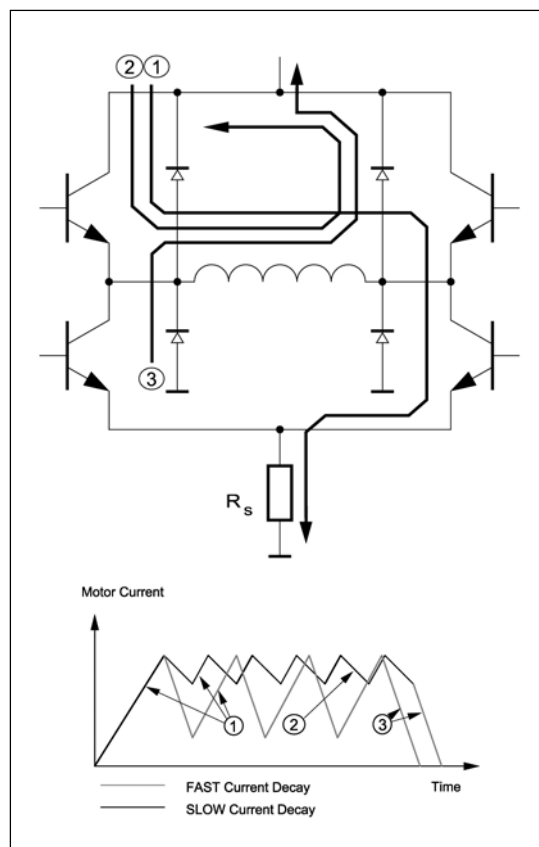 ② ①
③
R s
Motor Current
① ② ③
FAST Current Decay Time
SLOW Current Decay